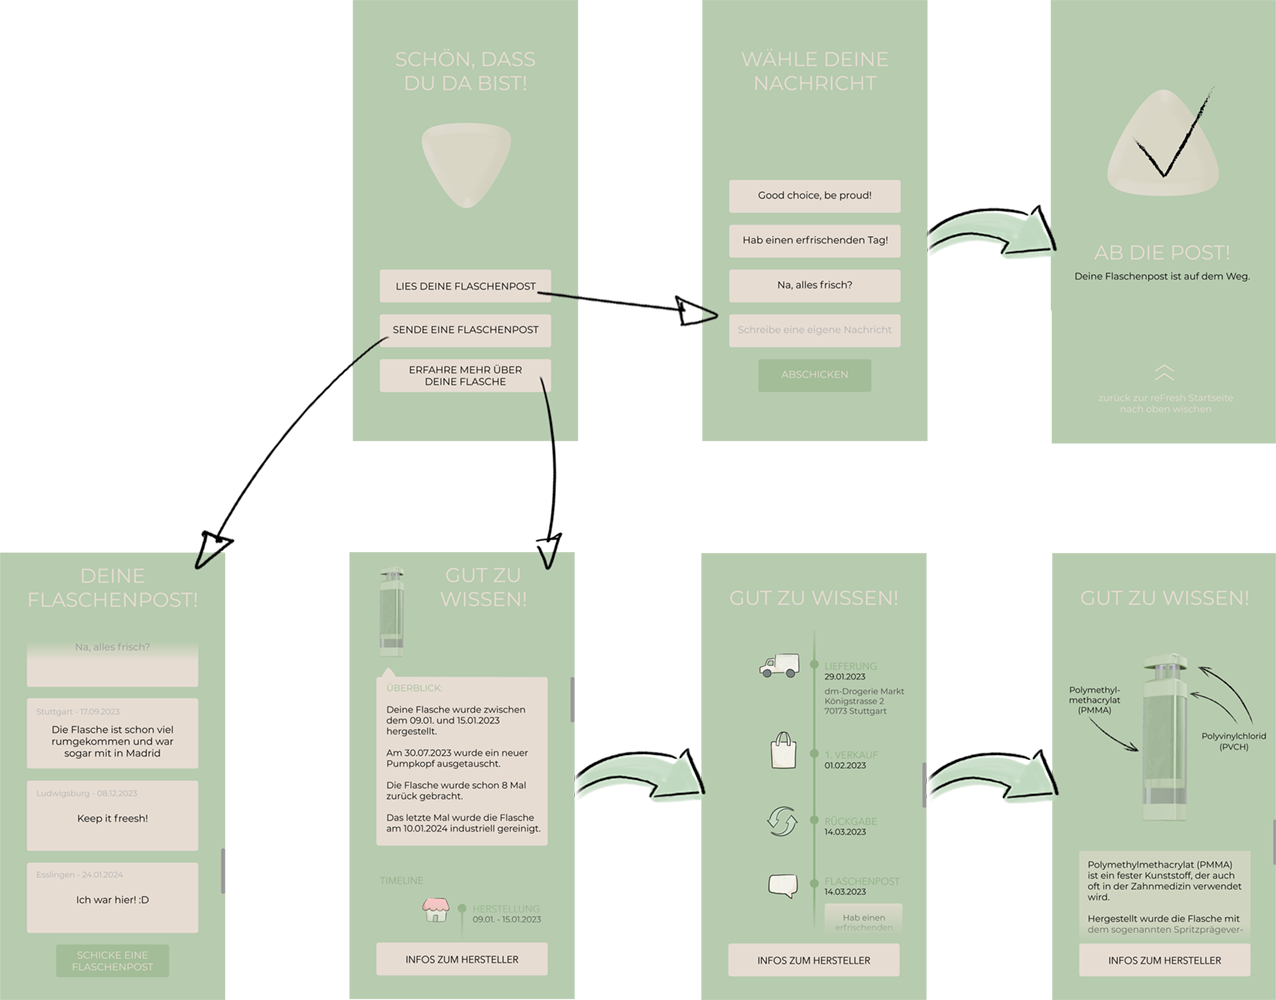 SCHÖN, DASS
DU DA BIST!
LIES DEINE FLASCHENPOST
SENDE EINE FLASCHENPOST
ERFAHRE MEHR ÜBER
DEINE FLASCHE
WÄHLE DEINE
NACHRICHT
Good choice, be proud!
Hab einen erfrischenden Tag!
Na, alles frisch?
Schreibe eine eigene Nachricht
ABSCHICKEN
AB DIE POST!
Deine Flaschenpost ist auf dem Weg.
zurück zur reFresh Startseite
nach oben wischen
DEINE
FLASCHENPOST!
Na, alles frisch?
Stuttgart - 17.09.2023
Die Flasche ist schon viel
rumgekommen und war
sogar mit in Madrid
Ludwigsburg - 08.12.2023
Keep it freesh!
Esslingen - 24.01.2024
Ich war hier! :D
SCHICKE EINE
FLASCHENPOST
GUT ZU
WISSEN!
ÜBERBLICK:
Deine Flasche wurde zwischen
dem 09.01. und 15.01.2023
hergestellt.
Am 30.07.2023 wurde ein neuer
Pumpkopf ausgetauscht.
Die Flasche wurde schon 8 Mal
zurück gebracht.
Das letzte Mal wurde die Flasche
am 10.01.2024 industriell gereinigt.
TIMELINE
HERSTELLUNG
09.01. - 15.01.2023
INFOS ZUM HERSTELLER
GUT ZU WISSEN!
LIEFERUNG
29.01.2023
dm-Drogerie Markt
Königstrasse 2
70173 Stuttgart
1. VERKAUF
01.02.2023
RÜCKGABE
14.03.2023
FLASCHENPOST
14.03.2023
Hab einen
erfrischenden
INFOS ZUM HERSTELLER
GUT ZU WISSEN!
Polymethyl-
methacrylat
(PMMA)
Polyvinylchlorid
(PVCH)
Polymethylmethacrylat (PMMA)
ist ein fester Kunststoff, der auch
oft in der Zahnmedizin verwendet
wird.
Hergestellt wurde die Flasche mit
dem sogenannten Spritzprägever-
INFOS ZUM HERSTELLER